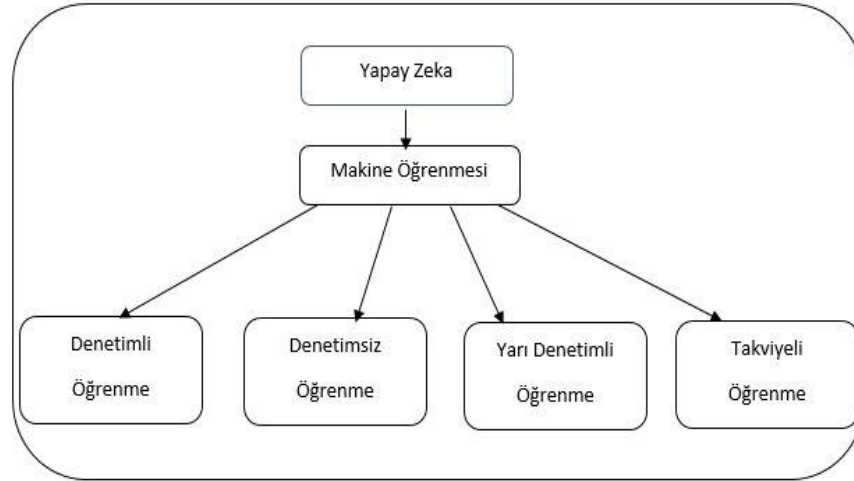 Yapay Zeka
Makine Öğrenmesi
Denetimli
Öğrenme
Denetimsiz
Öğrenme
Yarı Denetimli
Öğrenme
Takviyeli
Öğrenme